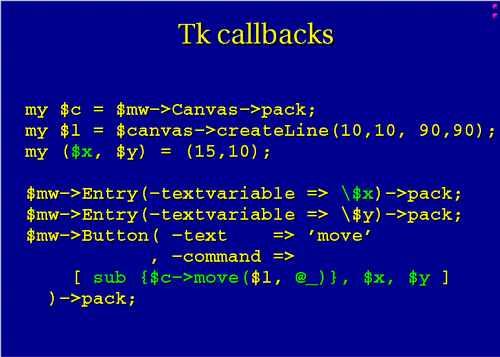 Tk callbacks
my $c = $mw->Canvas->pack;
my $l = $canvas->createLine(10,10, 90,90);
my ($x, $y) = (15,10);
$mw->Entry(-textvariable => \$x)->pack;
$mw->Entry(-textvariable => \$y)->pack;
$mw->Button( -text    => ’move’
           , -command =>
    [ sub {$c->move($l, @_)}, $x, $y ]
  )->pack;